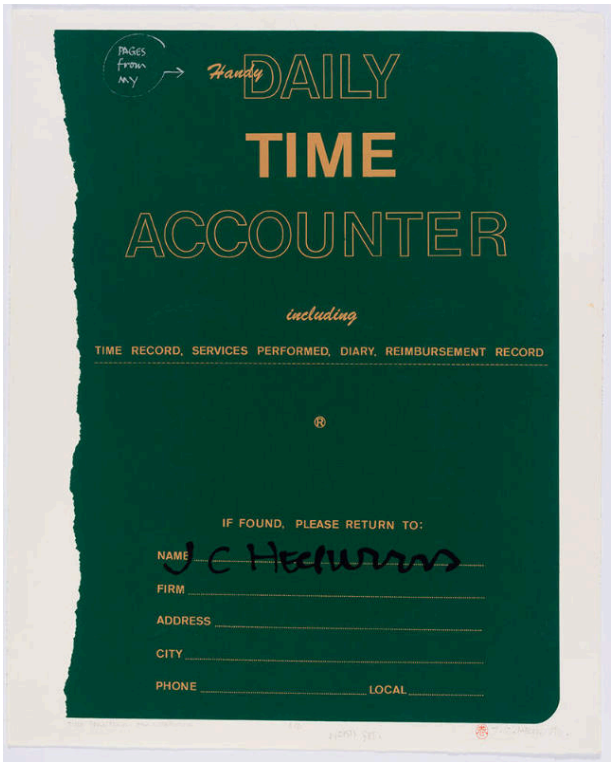 PAGES
from
MY → Handy DAILY
TIME
ACCOUNTER
including
TIME RECORD, SERVICES PERFORMED, DIARY, REIMBURSEMENT RECORD
®
IF FOUND, PLEASE RETURN TO:
NAME J C
FIRM
ADDRESS
CITY
PHONE LOCAL